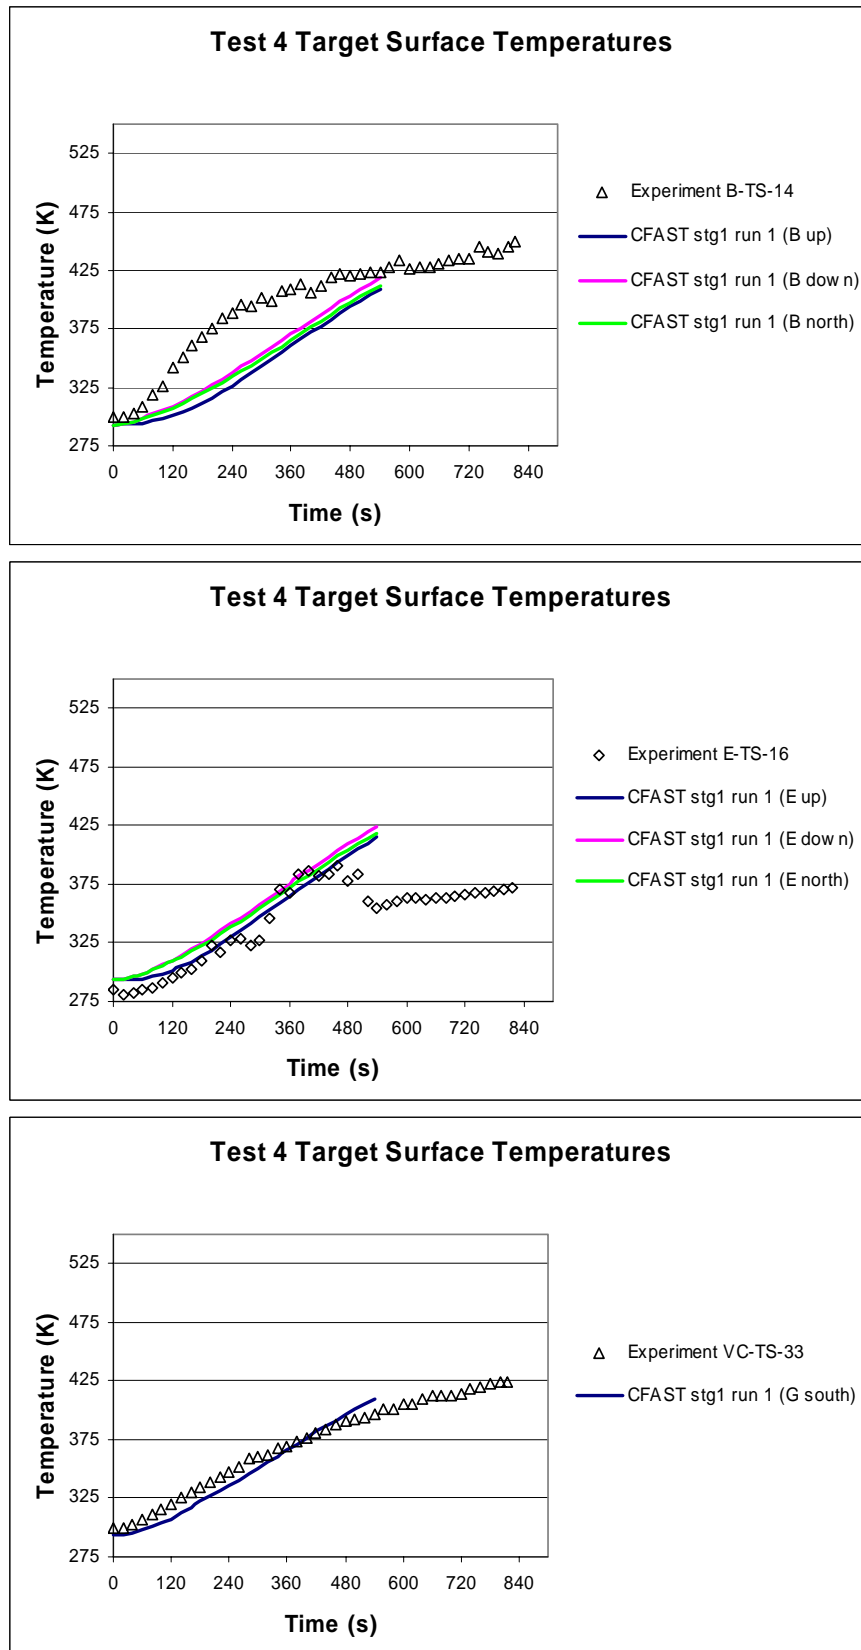 Test 4 Target Surface Temperatures
Temperature (K)
525
475
425
375
325
275
0 120 240 360 480 600 720 840
Time (s)
Experiment B-TS-14
CFAST stg1 run 1 (B up)
CFAST stg1 run 1 (B down)
CFAST stg1 run 1 (B north)
Test 4 Target Surface Temperatures
Temperature (K)
525
475
425
375
325
275
0 120 240 360 480 600 720 840
Time (s)
Experiment E-TS-16
CFAST stg1 run 1 (E up)
CFAST stg1 run 1 (E down)
CFAST stg1 run 1 (E north)
Test 4 Target Surface Temperatures
Temperature (K)
525
475
425
375
325
275
0 120 240 360 480 600 720 840
Time (s)
Experiment VC-TS-33
CFAST stg1 run 1 (G south)